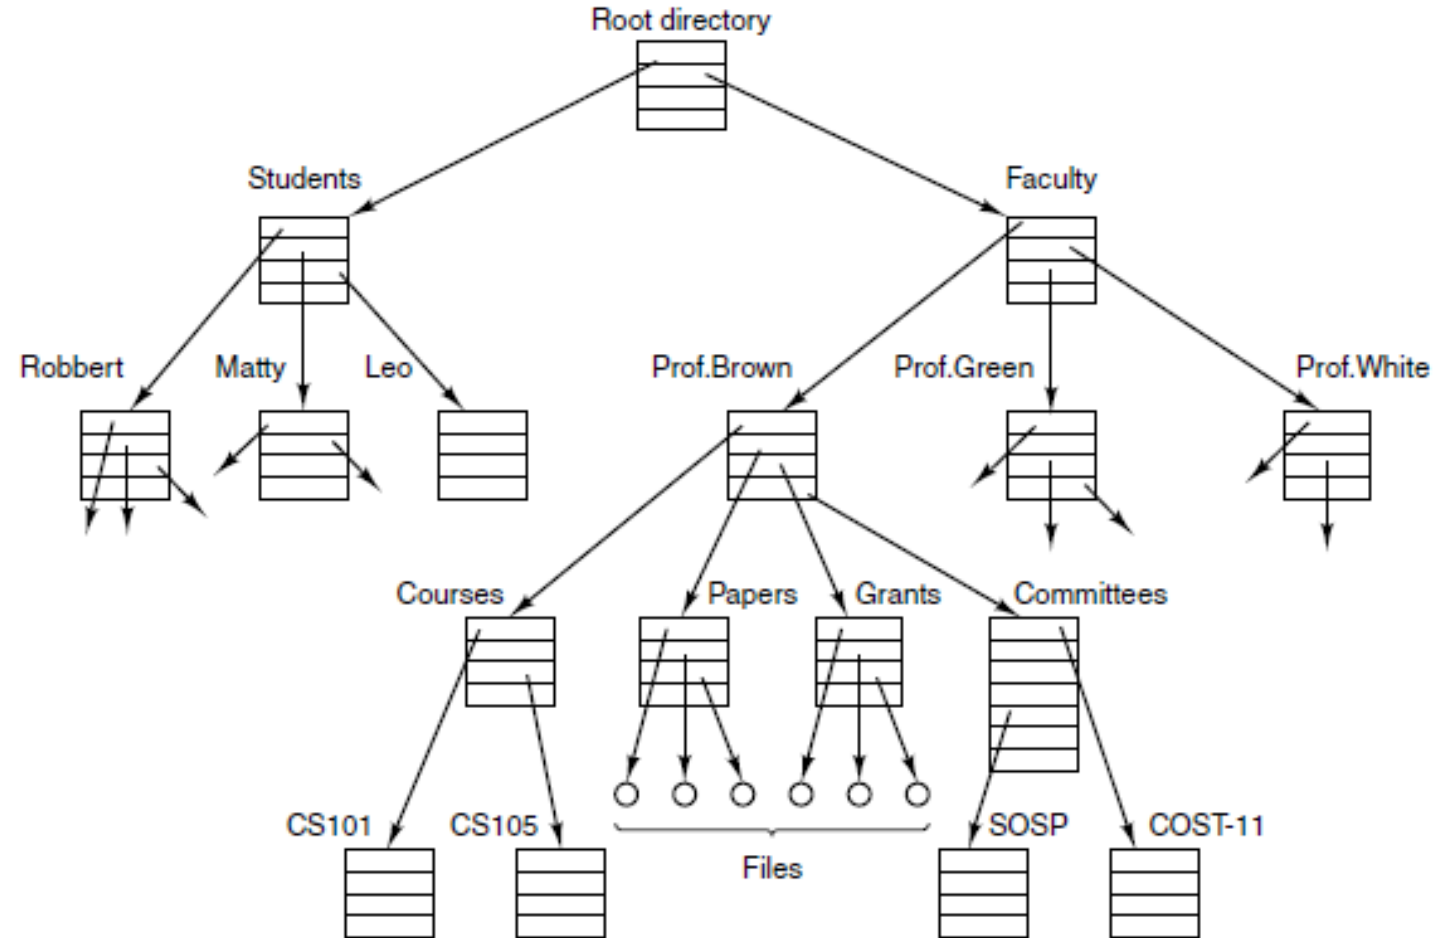 Root directory
Students
Faculty
Robbert
Matty
Leo
Prof.Brown
Prof.Green
Prof.White
Courses
Papers
Grants
Committees
CS101
CS105
SOSP
COST-11
Files